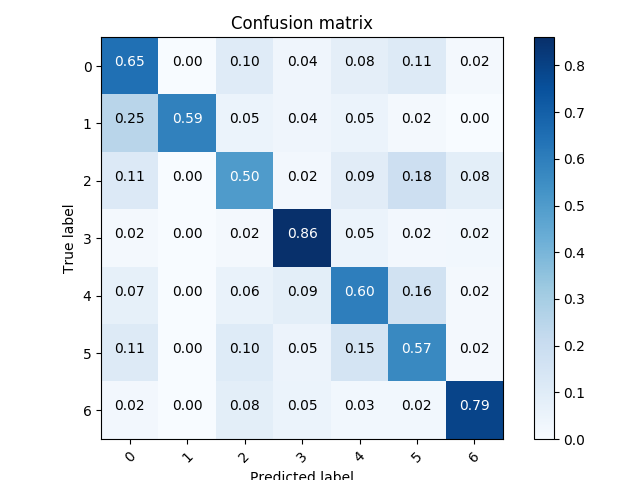 Confusion matrix
0 0.65 0.00 0.10 0.04 0.08 0.11 0.02
1 0.25 0.59 0.05 0.04 0.05 0.02 0.00
2 0.11 0.00 0.50 0.02 0.09 0.18 0.08
3 0.02 0.00 0.02 0.86 0.05 0.02 0.02
4 0.07 0.00 0.06 0.09 0.60 0.16 0.02
5 0.11 0.00 0.10 0.05 0.15 0.57 0.02
6 0.02 0.00 0.08 0.05 0.03 0.02 0.79
0 1 2 3 4 5 6
True label
Predicted label
0.8
0.7
0.6
0.5
0.4
0.3
0.2
0.1
0.0